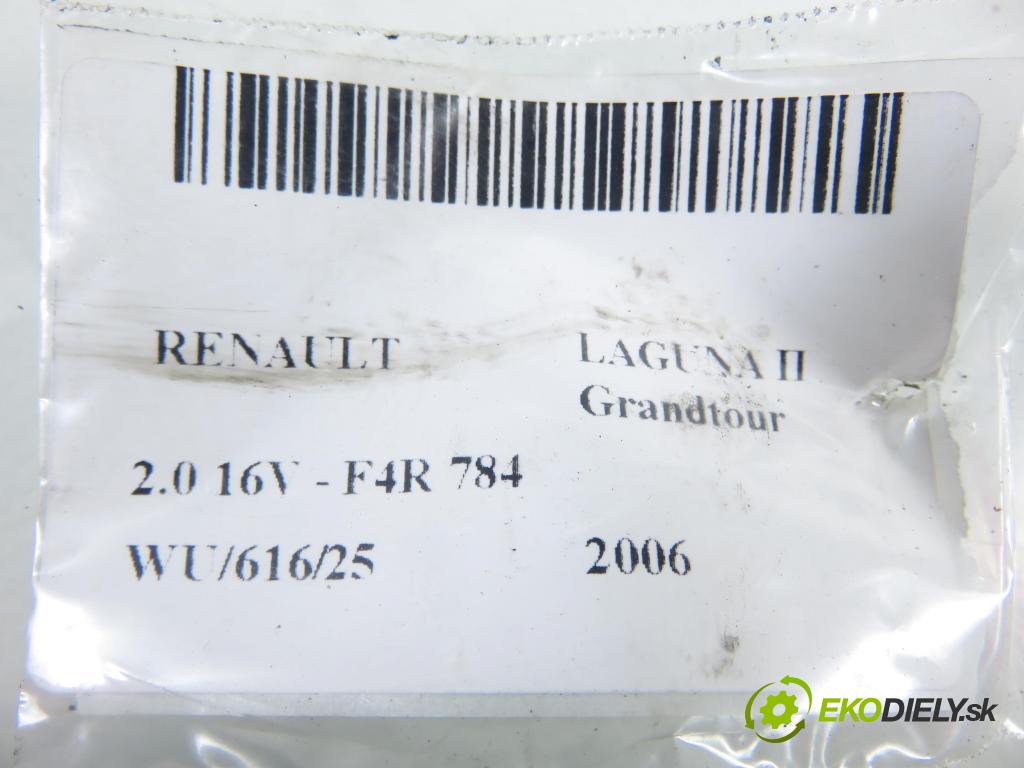 RENAULT LAGUNA II
Grandtour
2.0 16V - F4R 784
WU/616/25 2006
EKODIELY.sk